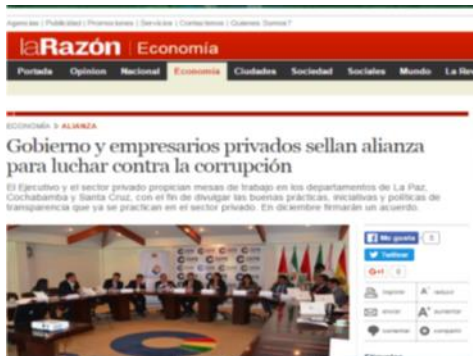 Agencias | Publicidad | Promociones | Servicios | Contactenos | Quienes Somos?
laRazón | Economía
Portada Opinion Nacional Economía Ciudades Sociedad Sociales Mundo La Rev
ECONOMÍA > ALIANZA
Gobierno y empresarios privados sellan alianza
para luchar contra la corrupción
El Ejecutivo y el sector privado propician mesas de trabajo en los departamentos de La Paz,
Cochabamba y Santa Cruz, con el fin de divulgar las buenas prácticas, iniciativas y políticas de
transparencia que ya se practican en el sector privado. En diciembre firmarán un acuerdo.
Me gusta 5
Twittear
G+1 0
imprimir A reducir
enviar A+ aumentar
comentar compartir